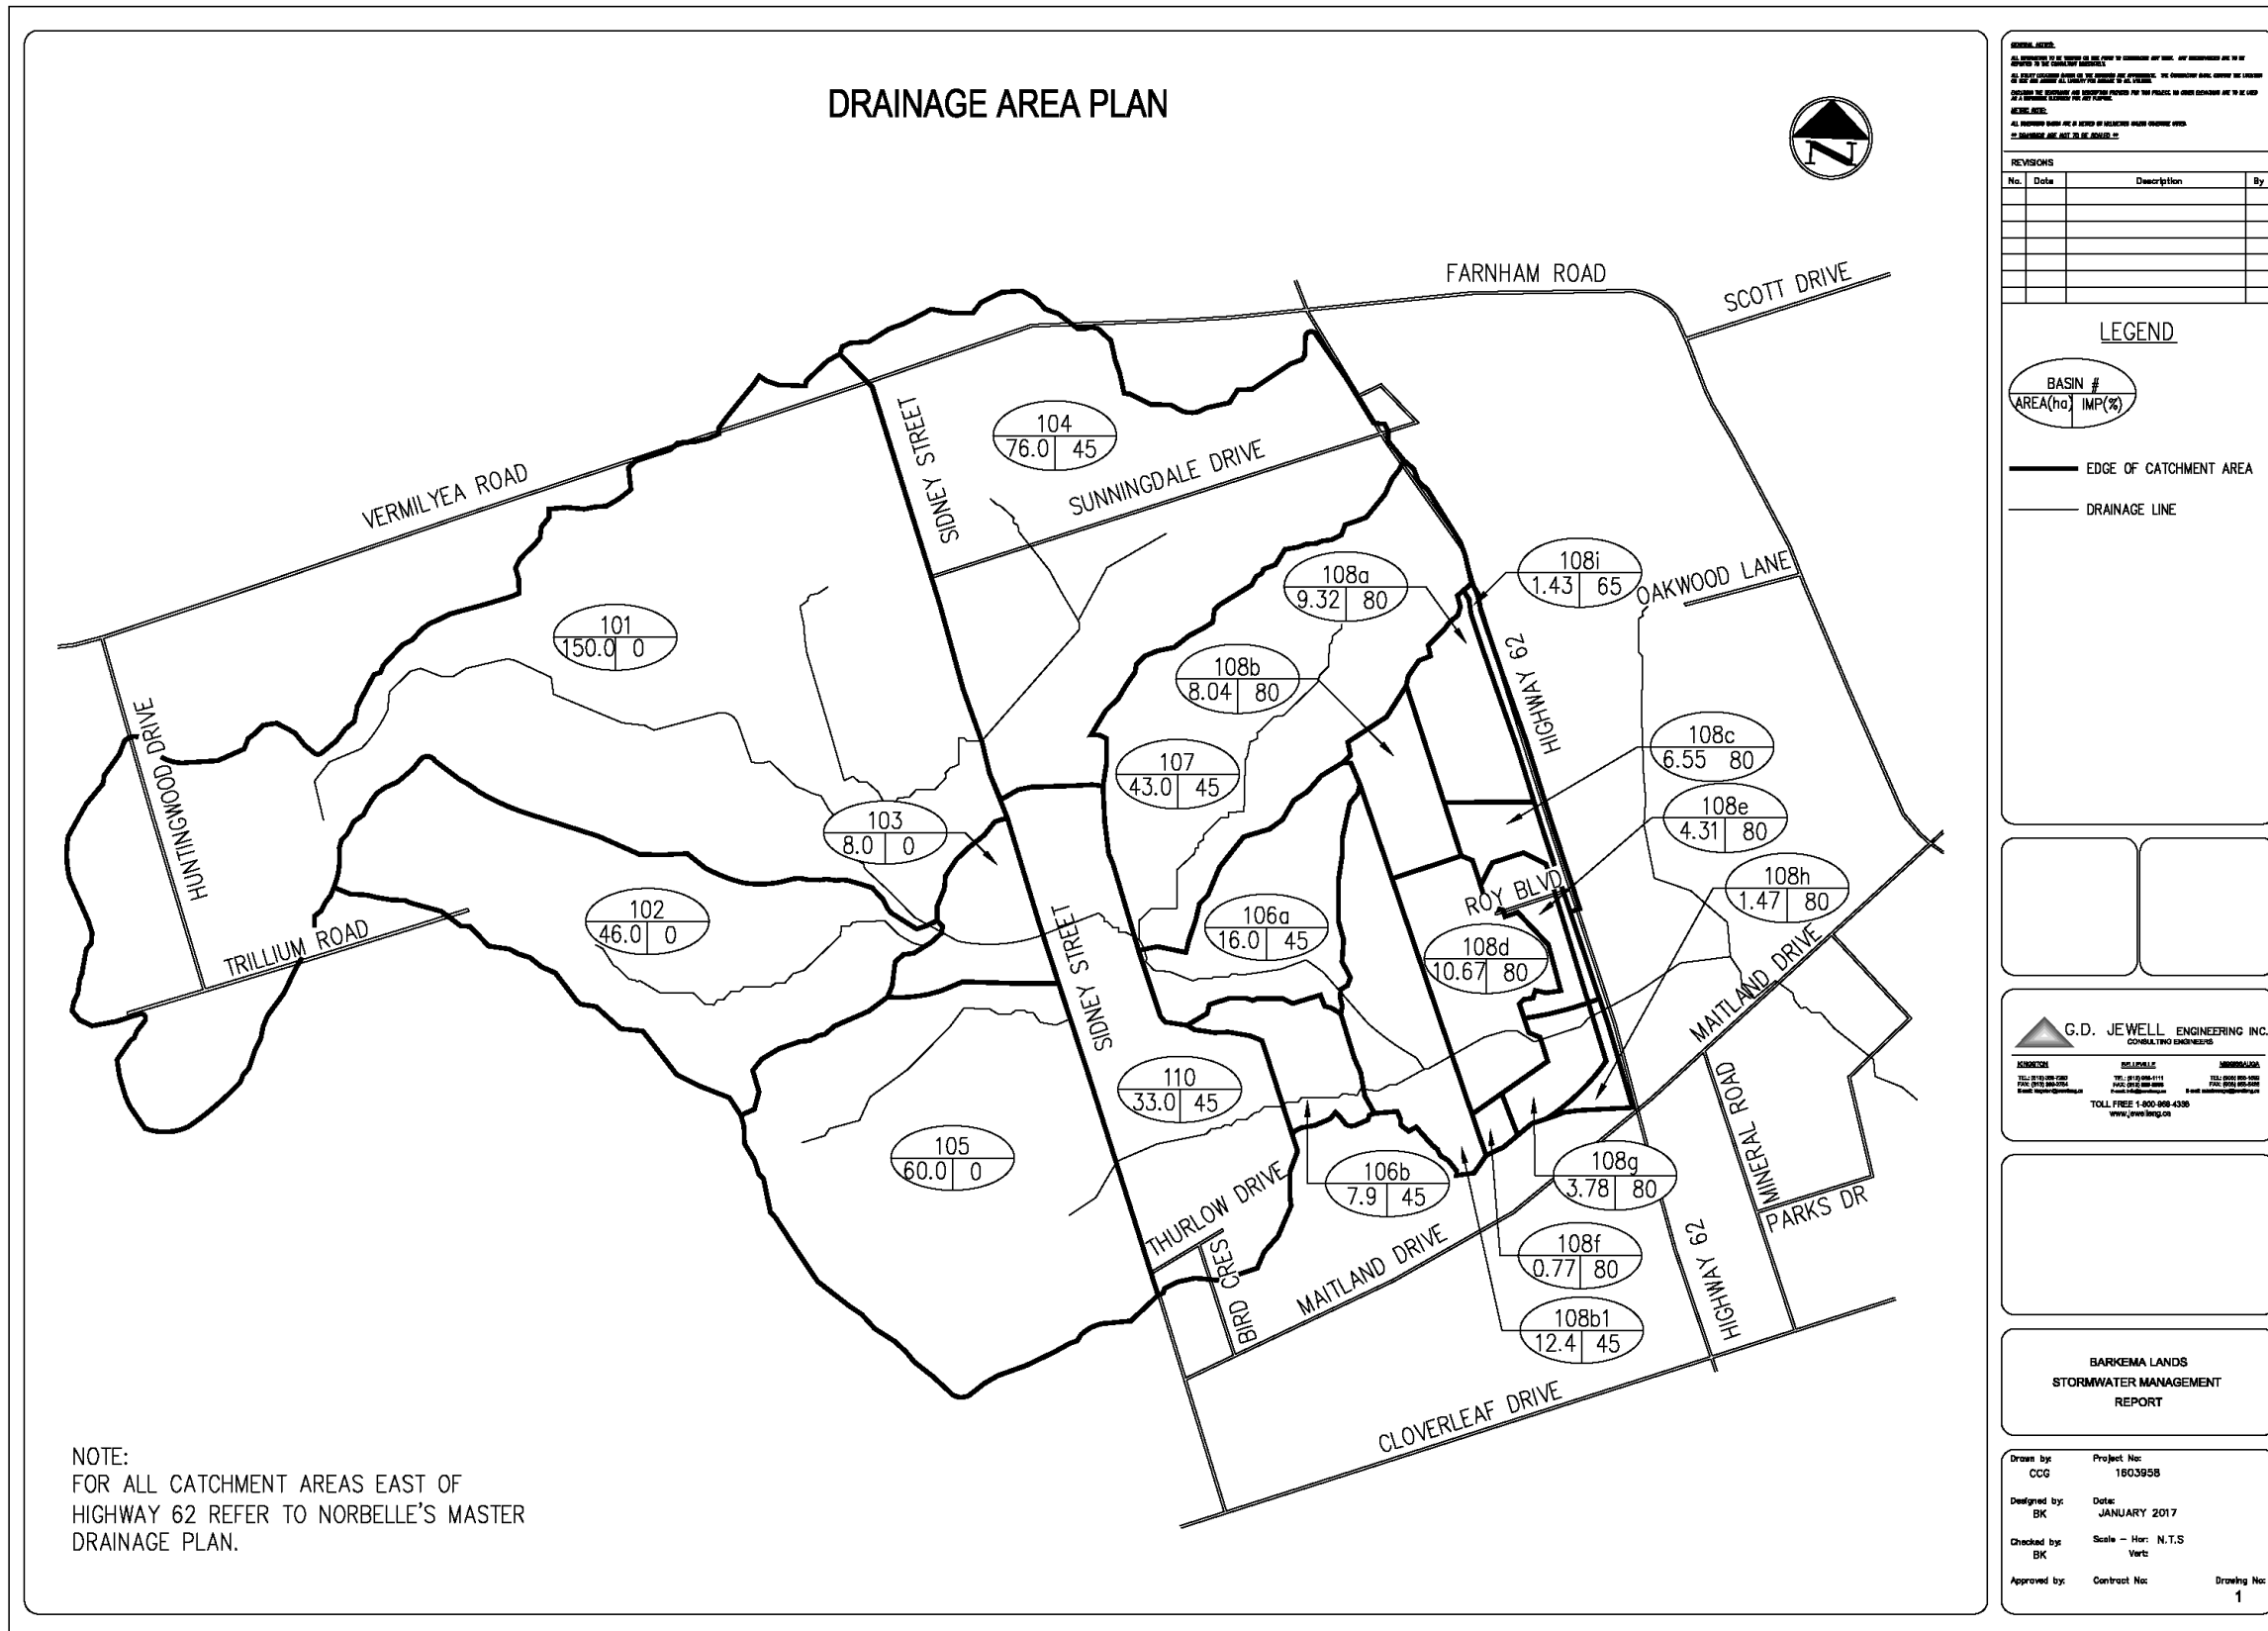 DRAINAGE AREA PLAN
N
FARNHAM ROAD
SCOTT DRIVE
VERMILYEA ROAD
SIDNEY STREET
SUNNINGDALE DRIVE
104
76.0 45
101
150.0 0
108a
9.32 80
108i
1.43 65
OAKWOOD LANE
108b
8.04 80
HIGHWAY 62
HUNTINGWOOD DRIVE
107
43.0 45
108c
6.55 80
103
8.0 0
108e
4.31 80
108h
1.47 80
ROY BLVD
102
46.0 0
106a
16.0 45
TRILLIUM ROAD
108d
10.67 80
SIDNEY STREET
MAITLAND DRIVE
110
33.0 45
MINERAL ROAD
105
60.0 0
THURLOW DRIVE
106b
7.9 45
108g
3.78 80
PARKS DR
BIRD CRES
MAITLAND DRIVE
108f
0.77 80
HIGHWAY 62
108b1
12.4 45
CLOVERLEAF DRIVE
NOTE:
FOR ALL CATCHMENT AREAS EAST OF
HIGHWAY 62 REFER TO NORBELLE'S MASTER
DRAINAGE PLAN.
GENERAL NOTES:
METRIC NOTE:
REVISIONS
No. Date Description By
LEGEND
BASIN #
AREA(ha) IMP(%)
EDGE OF CATCHMENT AREA
DRAINAGE LINE
G.D. JEWELL ENGINEERING INC.
CONSULTING ENGINEERS
KINGSTON BELLEVILLE MISSISSAUGA
TOLL FREE 1-800-966-4338
www.jewelleng.ca
BARKEMA LANDS
STORMWATER MANAGEMENT
REPORT
Drawn by: Project No:
CCG 1603958
Designed by: Date:
BK JANUARY 2017
Checked by: Scale - Hor: N.T.S
BK Vert:
Approved by: Contract No: Drawing No:
1